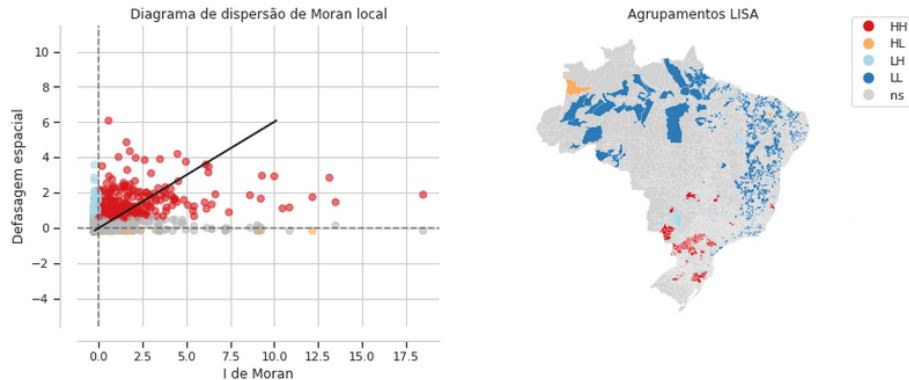 Diagrama de dispersão de Moran local
10
8
6
4
2
0
−2
−4
Defasagem espacial
0.0 2.5 5.0 7.5 10.0 12.5 15.0 17.5
I de Moran
Agrupamentos LISA
HH
HL
LH
LL
ns